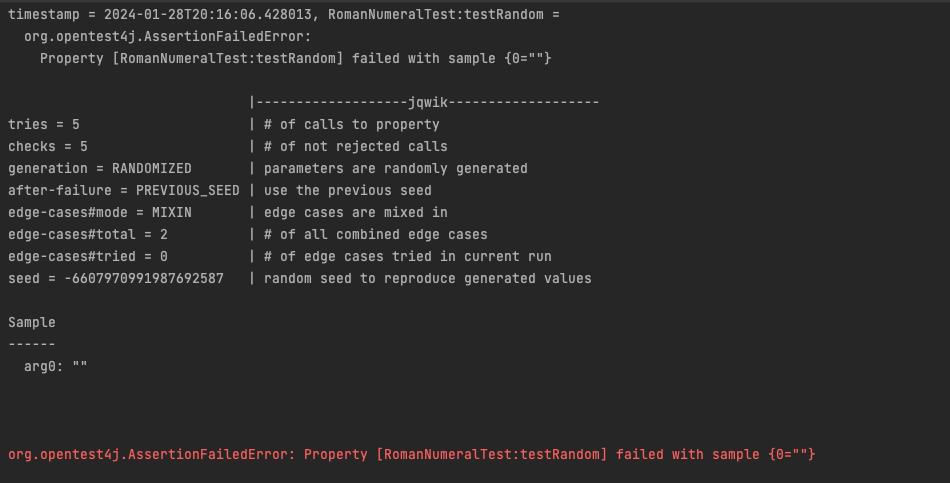 timestamp = 2024-01-28T20:16:06.428013, RomanNumeralTest:testRandom =
org.opentest4j.AssertionFailedError:
Property [RomanNumeralTest:testRandom] failed with sample {0=""}
|-------------------jqwik-------------------
tries = 5 | # of calls to property
checks = 5 | # of not rejected calls
generation = RANDOMIZED | parameters are randomly generated
after-failure = PREVIOUS_SEED | use the previous seed
edge-cases#mode = MIXIN | edge cases are mixed in
edge-cases#total = 2 | # of all combined edge cases
edge-cases#tried = 0 | # of edge cases tried in current run
seed = -6607970991987692587 | random seed to reproduce generated values
Sample
------
arg0: ""
org.opentest4j.AssertionFailedError: Property [RomanNumeralTest:testRandom] failed with sample {0=""}